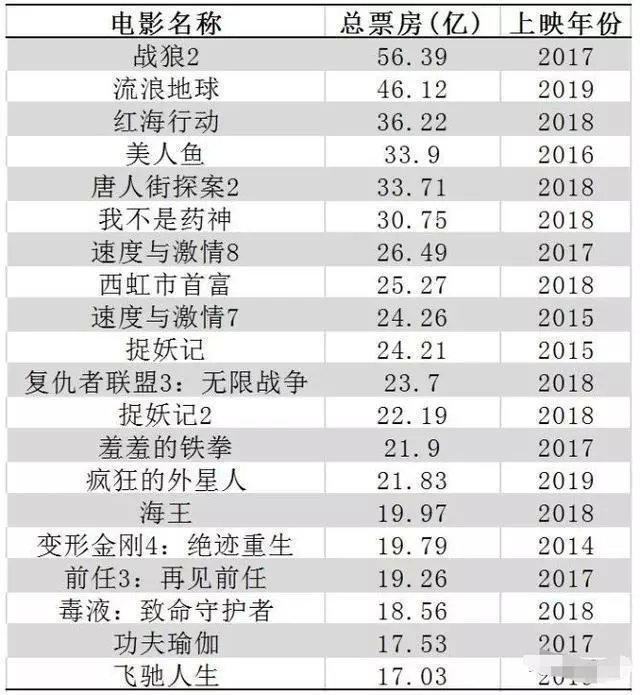 电影名称 总票房(亿) 上映年份
战狼2 56.39 2017
流浪地球 46.12 2019
红海行动 36.22 2018
美人鱼 33.9 2016
唐人街探案2 33.71 2018
我不是药神 30.75 2018
速度与激情8 26.49 2017
西虹市首富 25.27 2018
速度与激情7 24.26 2015
捉妖记 24.21 2015
复仇者联盟3：无限战争 23.7 2018
捉妖记2 22.19 2018
羞羞的铁拳 21.9 2017
疯狂的外星人 21.83 2019
海王 19.97 2018
变形金刚4：绝迹重生 19.79 2014
前任3：再见前任 19.26 2017
毒液：致命守护者 18.56 2018
功夫瑜伽 17.53 2017
飞驰人生 17.03